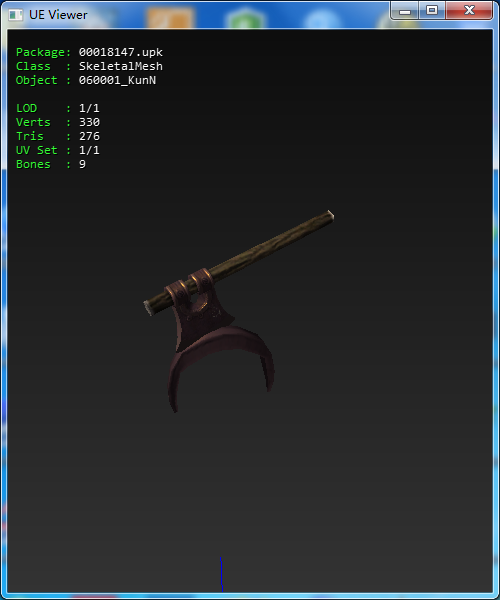 UE Viewer
Package: 00018147.upk
Class : SkeletalMesh
Object : 060001_KunN
LOD : 1/1
Verts : 330
Tris : 276
UV Set : 1/1
Bones : 9